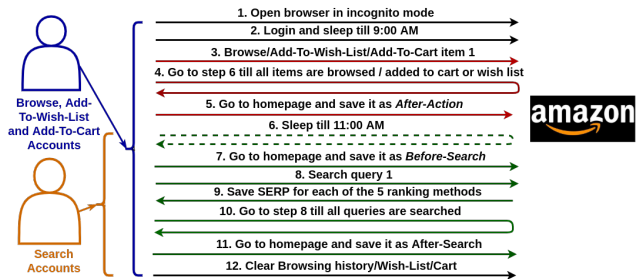 1. Open browser in incognito mode
2. Login and sleep till 9:00 AM
3. Browse/Add-To-Wish-List/Add-To-Cart item 1
4. Go to step 6 till all items are browsed / added to cart or wish list
5. Go to homepage and save it as After-Action
6. Sleep till 11:00 AM
7. Go to homepage and save it as Before-Search
8. Search query 1
9. Save SERP for each of the 5 ranking methods
10. Go to step 8 till all queries are searched
11. Go to homepage and save it as After-Search
12. Clear Browsing history/Wish-List/Cart
Browse, Add-
To-Wish-List
and Add-To-Cart
Accounts
Search
Accounts
amazon